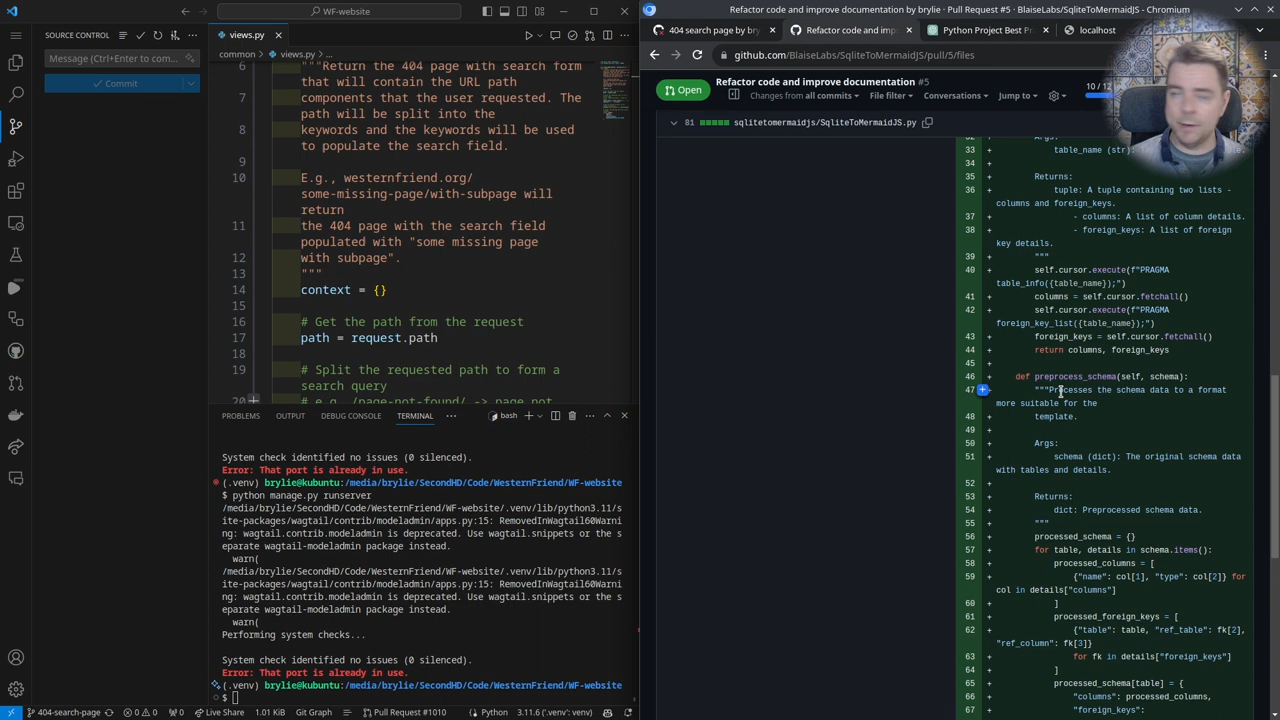 WF-website
SOURCE CONTROL
Message (Ctrl+Enter to commit...
Commit
views.py
common > views.py > ...
6 """Return the 404 page with search form
that will contain the URL path
7 components that the user requested. The
path will be split into the
8 keywords and the keywords will be used
to populate the search field.
9
10 E.g., westernfriend.org/
some-missing-page/with-subpage will
return
11 the 404 page with the search field
populated with "some missing page
12 with subpage".
13 """
14 context = {}
15
16 # Get the path from the request
17 path = request.path
18
19 # Split the requested path to form a
search query
20 # e.g. /page-not-found/ -> page not
PROBLEMS OUTPUT DEBUG CONSOLE TERMINAL ... bash
System check identified no issues (0 silenced).
Error: That port is already in use.
(.venv) brylie@kubuntu:/media/brylie/SecondHD/Code/WesternFriend/WF-website
$ python manage.py runserver
/media/brylie/SecondHD/Code/WesternFriend/WF-website/.venv/lib/python3.11/s
ite-packages/wagtail/contrib/modeladmin/apps.py:15: RemovedInWagtail60Warni
ng: wagtail.contrib.modeladmin is deprecated. Use wagtail.snippets or the s
eparate wagtail-modeladmin package instead.
warn(
/media/brylie/SecondHD/Code/WesternFriend/WF-website/.venv/lib/python3.11/s
ite-packages/wagtail/contrib/modeladmin/apps.py:15: RemovedInWagtail60Warni
ng: wagtail.contrib.modeladmin is deprecated. Use wagtail.snippets or the s
eparate wagtail-modeladmin package instead.
warn(
Performing system checks...
System check identified no issues (0 silenced).
Error: That port is already in use.
(.venv) brylie@kubuntu:/media/brylie/SecondHD/Code/WesternFriend/WF-website
$
404-search-page 0 0 0 Live Share 1.01 KiB Git Graph Pull Request #1010 Python 3.11.6 ('.venv': venv)
Refactor code and improve documentation by brylie · Pull Request #5 · BlaiseLabs/SqliteToMermaidJS — Chromium
404 search page by bry
Refactor code and imp
Python Project Best Pr
localhost
github.com/BlaiseLabs/SqliteToMermaidJS/pull/5/files
Open
Refactor code and improve documentation #5
Changes from all commits File filter Conversations Jump to
10 / 12
81 sqlitetomermaidjs/SqliteToMermaidJS.py
32 + Args:
33 + table_name (str):
34 +
35 + Returns:
36 + tuple: A tuple containing two lists -
columns and foreign_keys.
37 + - columns: A list of column details.
38 + - foreign_keys: A list of foreign
key details.
39 + """
40 + self.cursor.execute(f"PRAGMA
table_info({table_name});")
41 + columns = self.cursor.fetchall()
42 + self.cursor.execute(f"PRAGMA
foreign_key_list({table_name});")
43 + foreign_keys = self.cursor.fetchall()
44 + return columns, foreign_keys
45 +
46 + def preprocess_schema(self, schema):
47 """Processes the schema data to a format
more suitable for the
48 + template.
49 +
50 + Args:
51 + schema (dict): The original schema data
with tables and details.
52 +
53 + Returns:
54 + dict: Preprocessed schema data.
55 + """
56 + processed_schema = {}
57 + for table, details in schema.items():
58 + processed_columns = [
59 + {"name": col[1], "type": col[2]} for
col in details["columns"]
60 + ]
61 + processed_foreign_keys = [
62 + {"table": table, "ref_table": fk[2],
"ref_column": fk[3]}
63 + for fk in details["foreign_keys"]
64 + ]
65 + processed_schema[table] = {
66 + "columns": processed_columns,
67 + "foreign_keys":